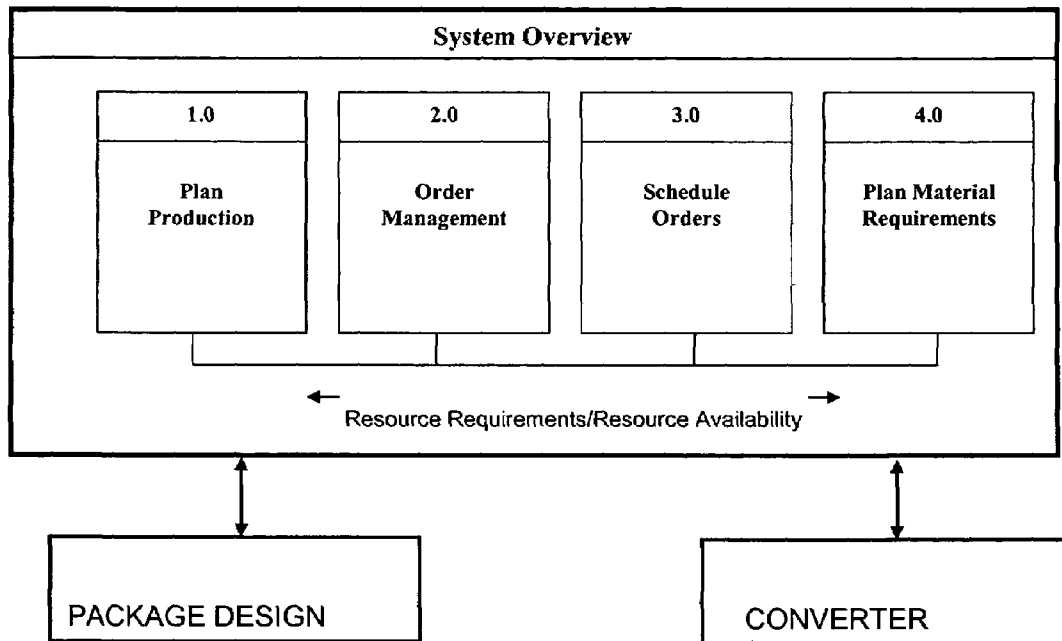 System Overview
1.0
2.0
3.0
4.0
Plan
Production
Order
Management
Schedule
Orders
Plan Material
Requirements
Resource Requirements/Resource Availability
PACKAGE DESIGN
CONVERTER